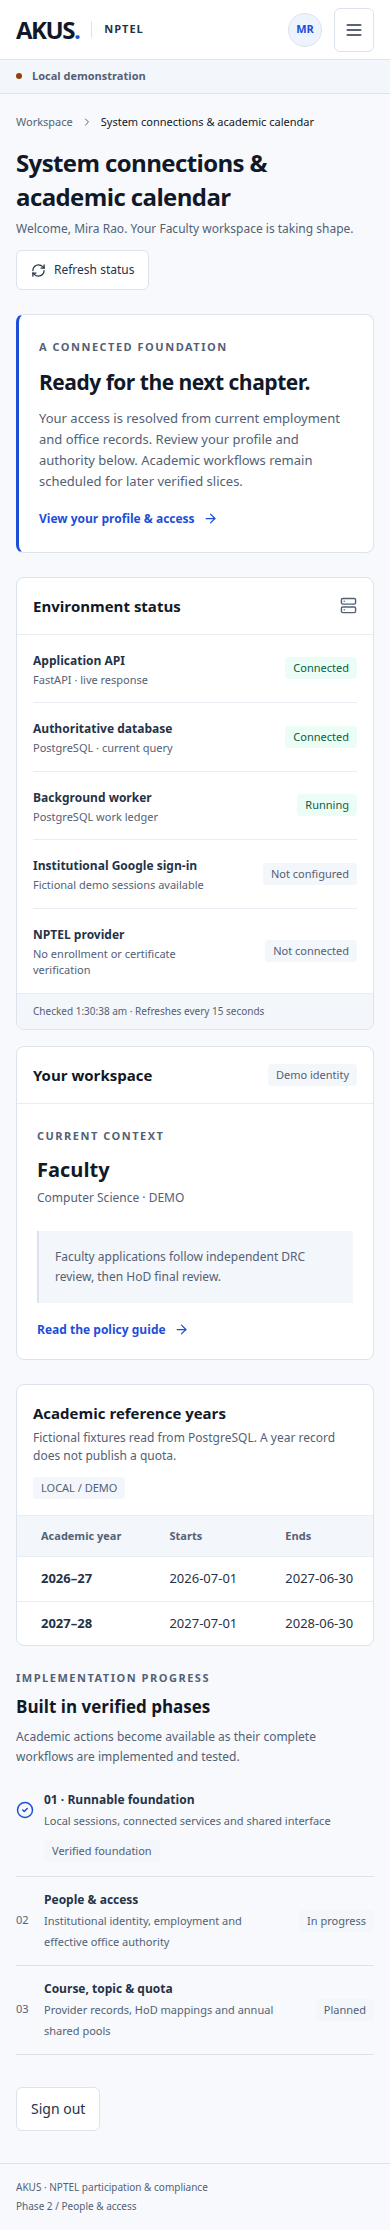 AKUS. NPTEL MR
Local demonstration
Workspace > System connections & academic calendar
System connections &
academic calendar
Welcome, Mira Rao. Your Faculty workspace is taking shape.
Refresh status
A CONNECTED FOUNDATION
Ready for the next chapter.
Your access is resolved from current employment
and office records. Review your profile and
authority below. Academic workflows remain
scheduled for later verified slices.
View your profile & access →
Environment status
Application API
FastAPI · live response
Connected
Authoritative database
PostgreSQL · current query
Connected
Background worker
PostgreSQL work ledger
Running
Institutional Google sign-in
Fictional demo sessions available
Not configured
NPTEL provider
No enrollment or certificate
verification
Not connected
Checked 1:30:38 am · Refreshes every 15 seconds
Your workspace
Demo identity
CURRENT CONTEXT
Faculty
Computer Science · DEMO
Faculty applications follow independent DRC
review, then HoD final review.
Read the policy guide →
Academic reference years
Fictional fixtures read from PostgreSQL. A year record
does not publish a quota.
LOCAL / DEMO
Academic year Starts Ends
2026–27 2026-07-01 2027-06-30
2027–28 2027-07-01 2028-06-30
IMPLEMENTATION PROGRESS
Built in verified phases
Academic actions become available as their complete
workflows are implemented and tested.
01 · Runnable foundation
Local sessions, connected services and shared interface
Verified foundation
02
People & access
Institutional identity, employment and
effective office authority
In progress
03
Course, topic & quota
Provider records, HoD mappings and annual
shared pools
Planned
Sign out
AKUS · NPTEL participation & compliance
Phase 2 / People & access